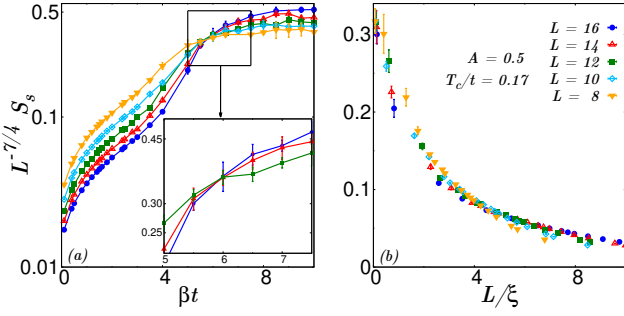 0.5
0.1
0.01
L^{-γ/4} S_s
(a)
0 4 8
βt
0.45
0.30
0.25
5 6 7
0.3
0.2
0.1
0
(b)
0 4 8
L/ξ
A = 0.5
T_c/t = 0.17
L = 16
L = 14
L = 12
L = 10
L = 8